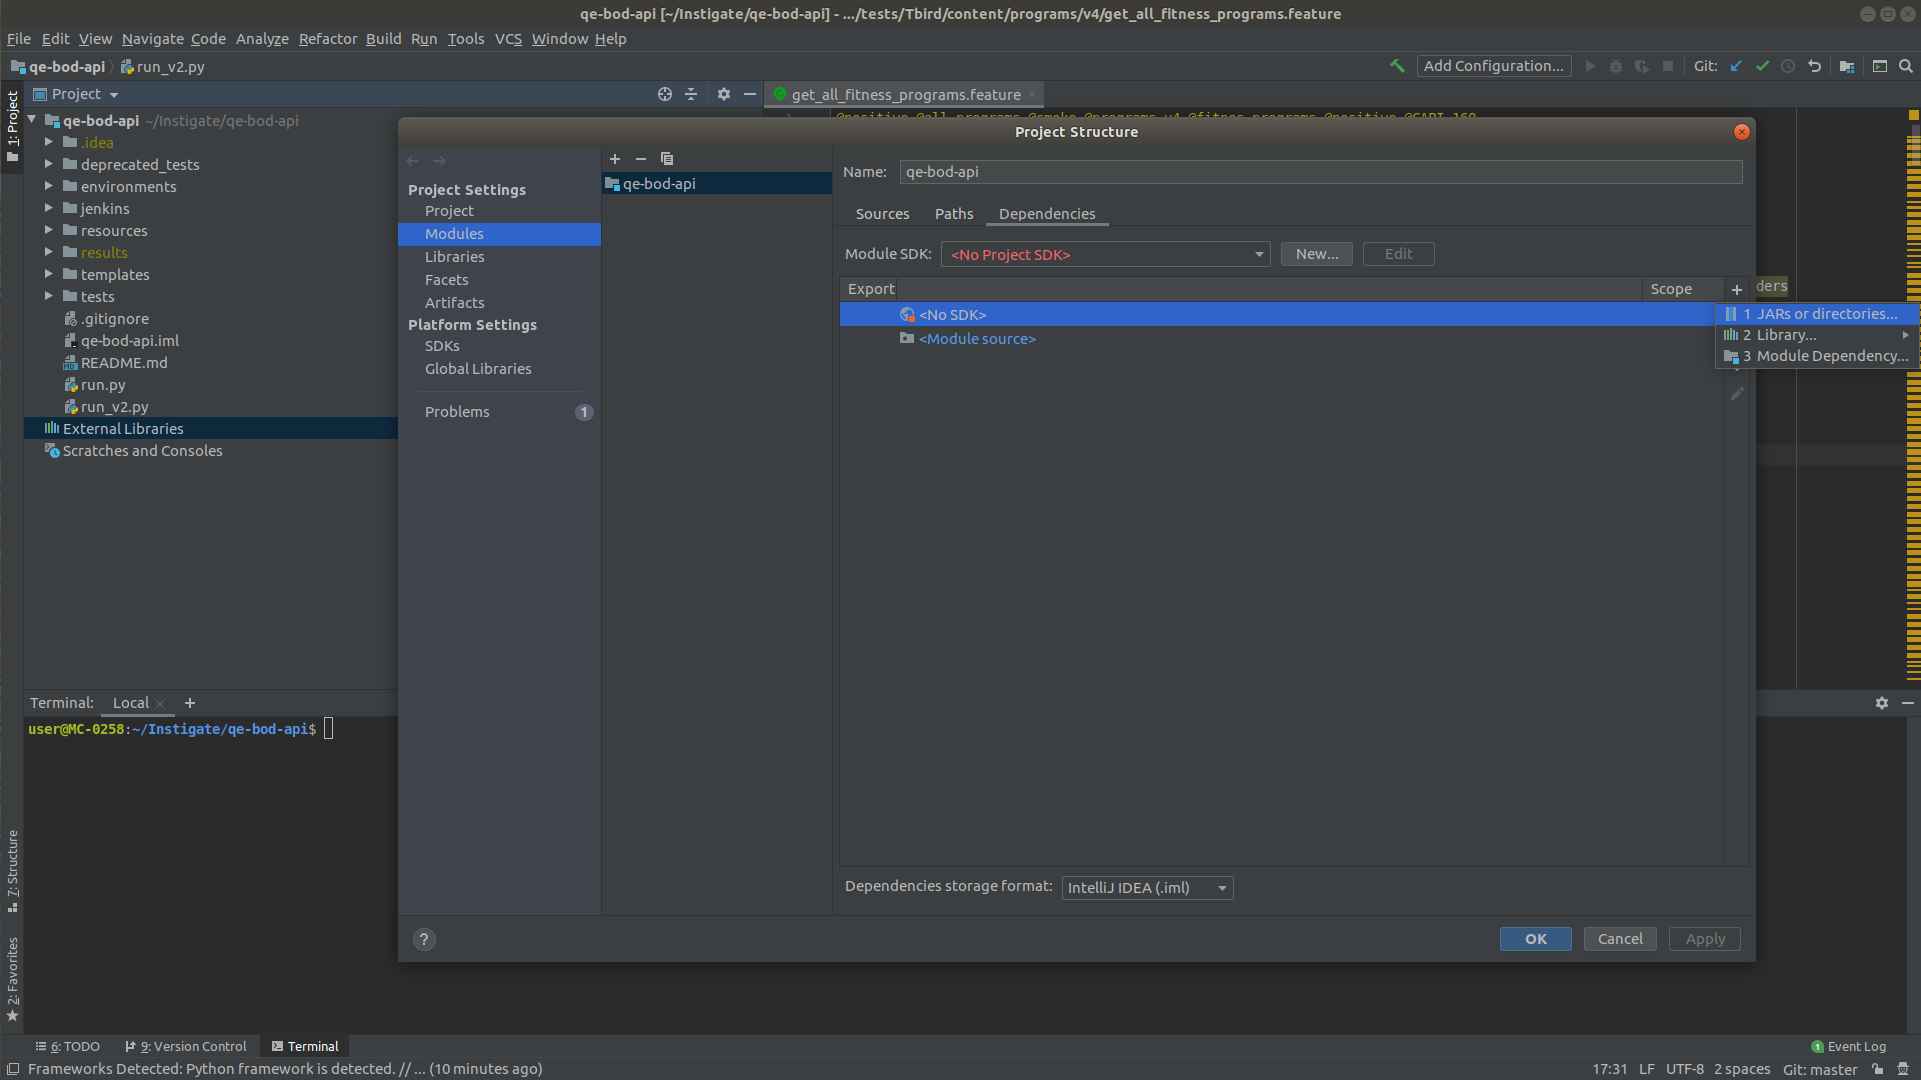 qe-bod-api [~/Instigate/qe-bod-api] - .../tests/Tbird/content/programs/v4/get_all_fitness_programs.feature
File Edit View Navigate Code Analyze Refactor Build Run Tools VCS Window Help
qe-bod-api run_v2.py
Add Configuration...
Git:
1: Project
Project
get_all_fitness_programs.feature
qe-bod-api ~/Instigate/qe-bod-api
.idea
deprecated_tests
environments
jenkins
resources
results
templates
tests
.gitignore
qe-bod-api.iml
README.md
run.py
run_v2.py
External Libraries
Scratches and Consoles
Project Structure
Project Settings
Project
Modules
Libraries
Facets
Artifacts
Platform Settings
SDKs
Global Libraries
Problems 1
qe-bod-api
Name: qe-bod-api
Sources Paths Dependencies
Module SDK: <No Project SDK> New... Edit
Export Scope
<No SDK>
<Module source>
ders
1 JARs or directories...
2 Library...
3 Module Dependency...
Dependencies storage format: IntelliJ IDEA (.iml)
? OK Cancel Apply
Terminal: Local
user@MC-0258:~/Instigate/qe-bod-api$
7: Structure
2: Favorites
6: TODO 9: Version Control Terminal
1 Event Log
Frameworks Detected: Python framework is detected. // ... (10 minutes ago)
17:31 LF UTF-8 2 spaces Git: master